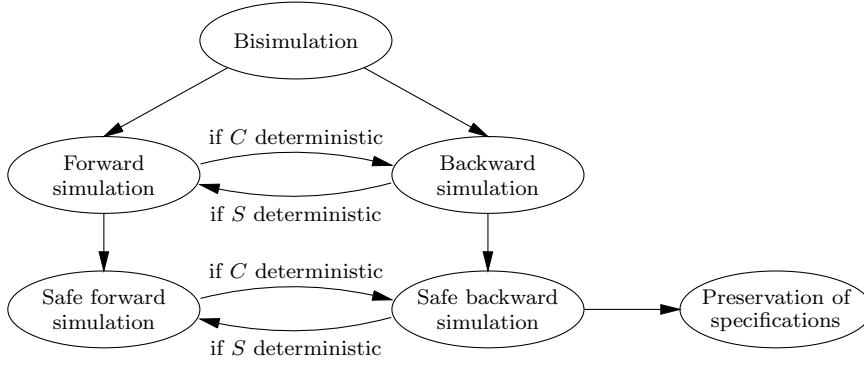 Bisimulation
if C deterministic
Forward
simulation
Backward
simulation
if S deterministic
if C deterministic
Safe forward
simulation
Safe backward
simulation
Preservation of
specifications
if S deterministic